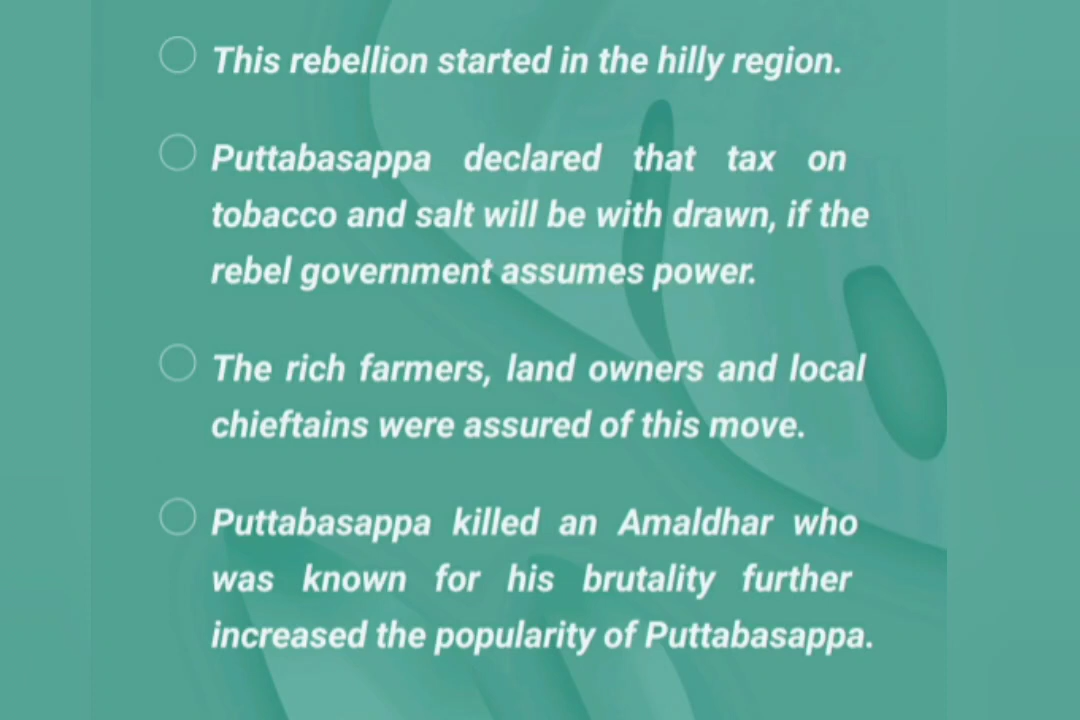 This rebellion started in the hilly region.
Puttabasappa declared that tax on
tobacco and salt will be with drawn, if the
rebel government assumes power.
The rich farmers, land owners and local
chieftains were assured of this move.
Puttabasappa killed an Amaldhar who
was known for his brutality further
increased the popularity of Puttabasappa.